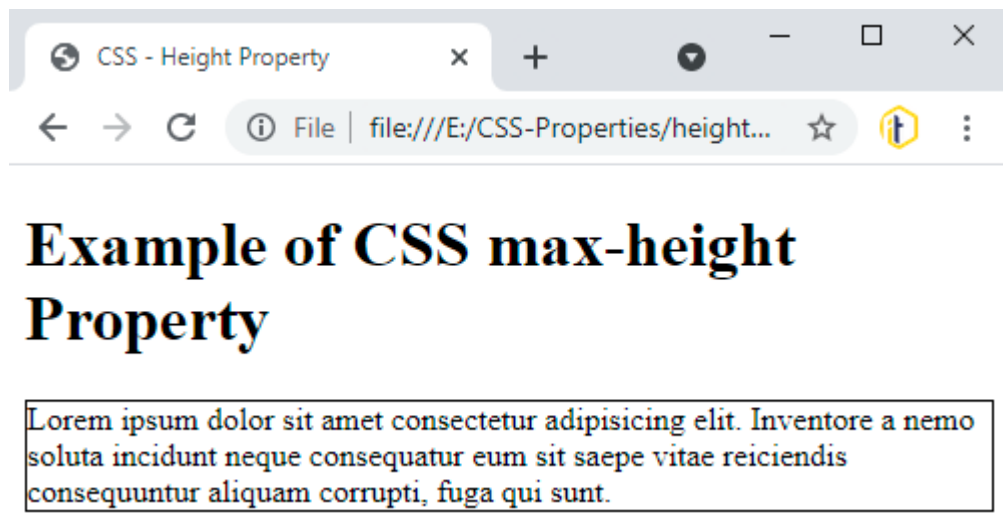 CSS - Height Property
File file:///E:/CSS-Properties/height...
Example of CSS max-height
Property
Lorem ipsum dolor sit amet consectetur adipisicing elit. Inventore a nemo
soluta incidunt neque consequatur eum sit saepe vitae reiciendis
consequuntur aliquam corrupti, fuga qui sunt.